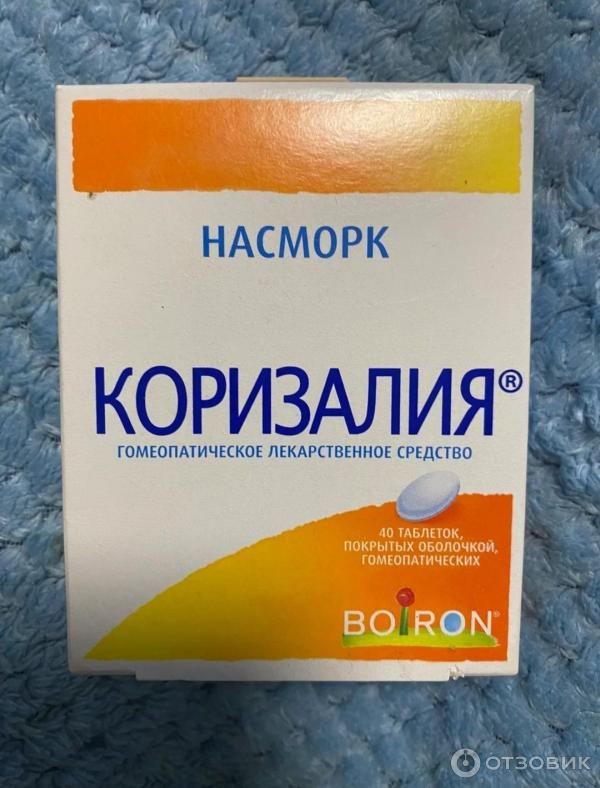 НАСМОРК
КОРИЗАЛИЯ®
ГОМЕОПАТИЧЕСКОЕ ЛЕКАРСТВЕННОЕ СРЕДСТВО
40 ТАБЛЕТОК,
ПОКРЫТЫХ ОБОЛОЧКОЙ,
ГОМЕОПАТИЧЕСКИХ
BOIRON®
ОТЗОВИК